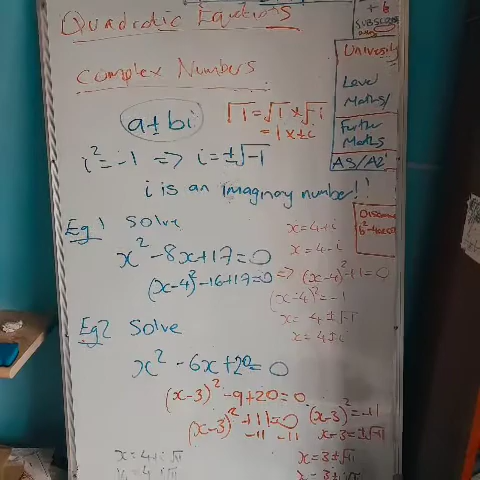 Quadratic Equations
+ 6
SUBSCRIBE
Complex Numbers
University
Level
Maths/
Further
Maths
AS/A2
a±bi
√1 = √1 × √-1
= 1 × ±i
i² = -1 => i = ±√-1
i is an imaginary number!!
Eg1 Solve
x² - 8x + 17 = 0
(x-4)² - 16 + 17 = 0 => (x-4)² + 1 = 0
(x-4)² = -1
x = 4 ± √-1
x = 4 ± i
x = 4 + i
x = 4 - i
b² - 4ac
Eg2 Solve
x² - 6x + 20 = 0
(x-3)² - 9 + 20 = 0
(x-3)² + 11 = 0
-11 -11
(x-3)² = -11
x-3 = ±√-11
x = 3 ± √-11
x = 4 + i √11